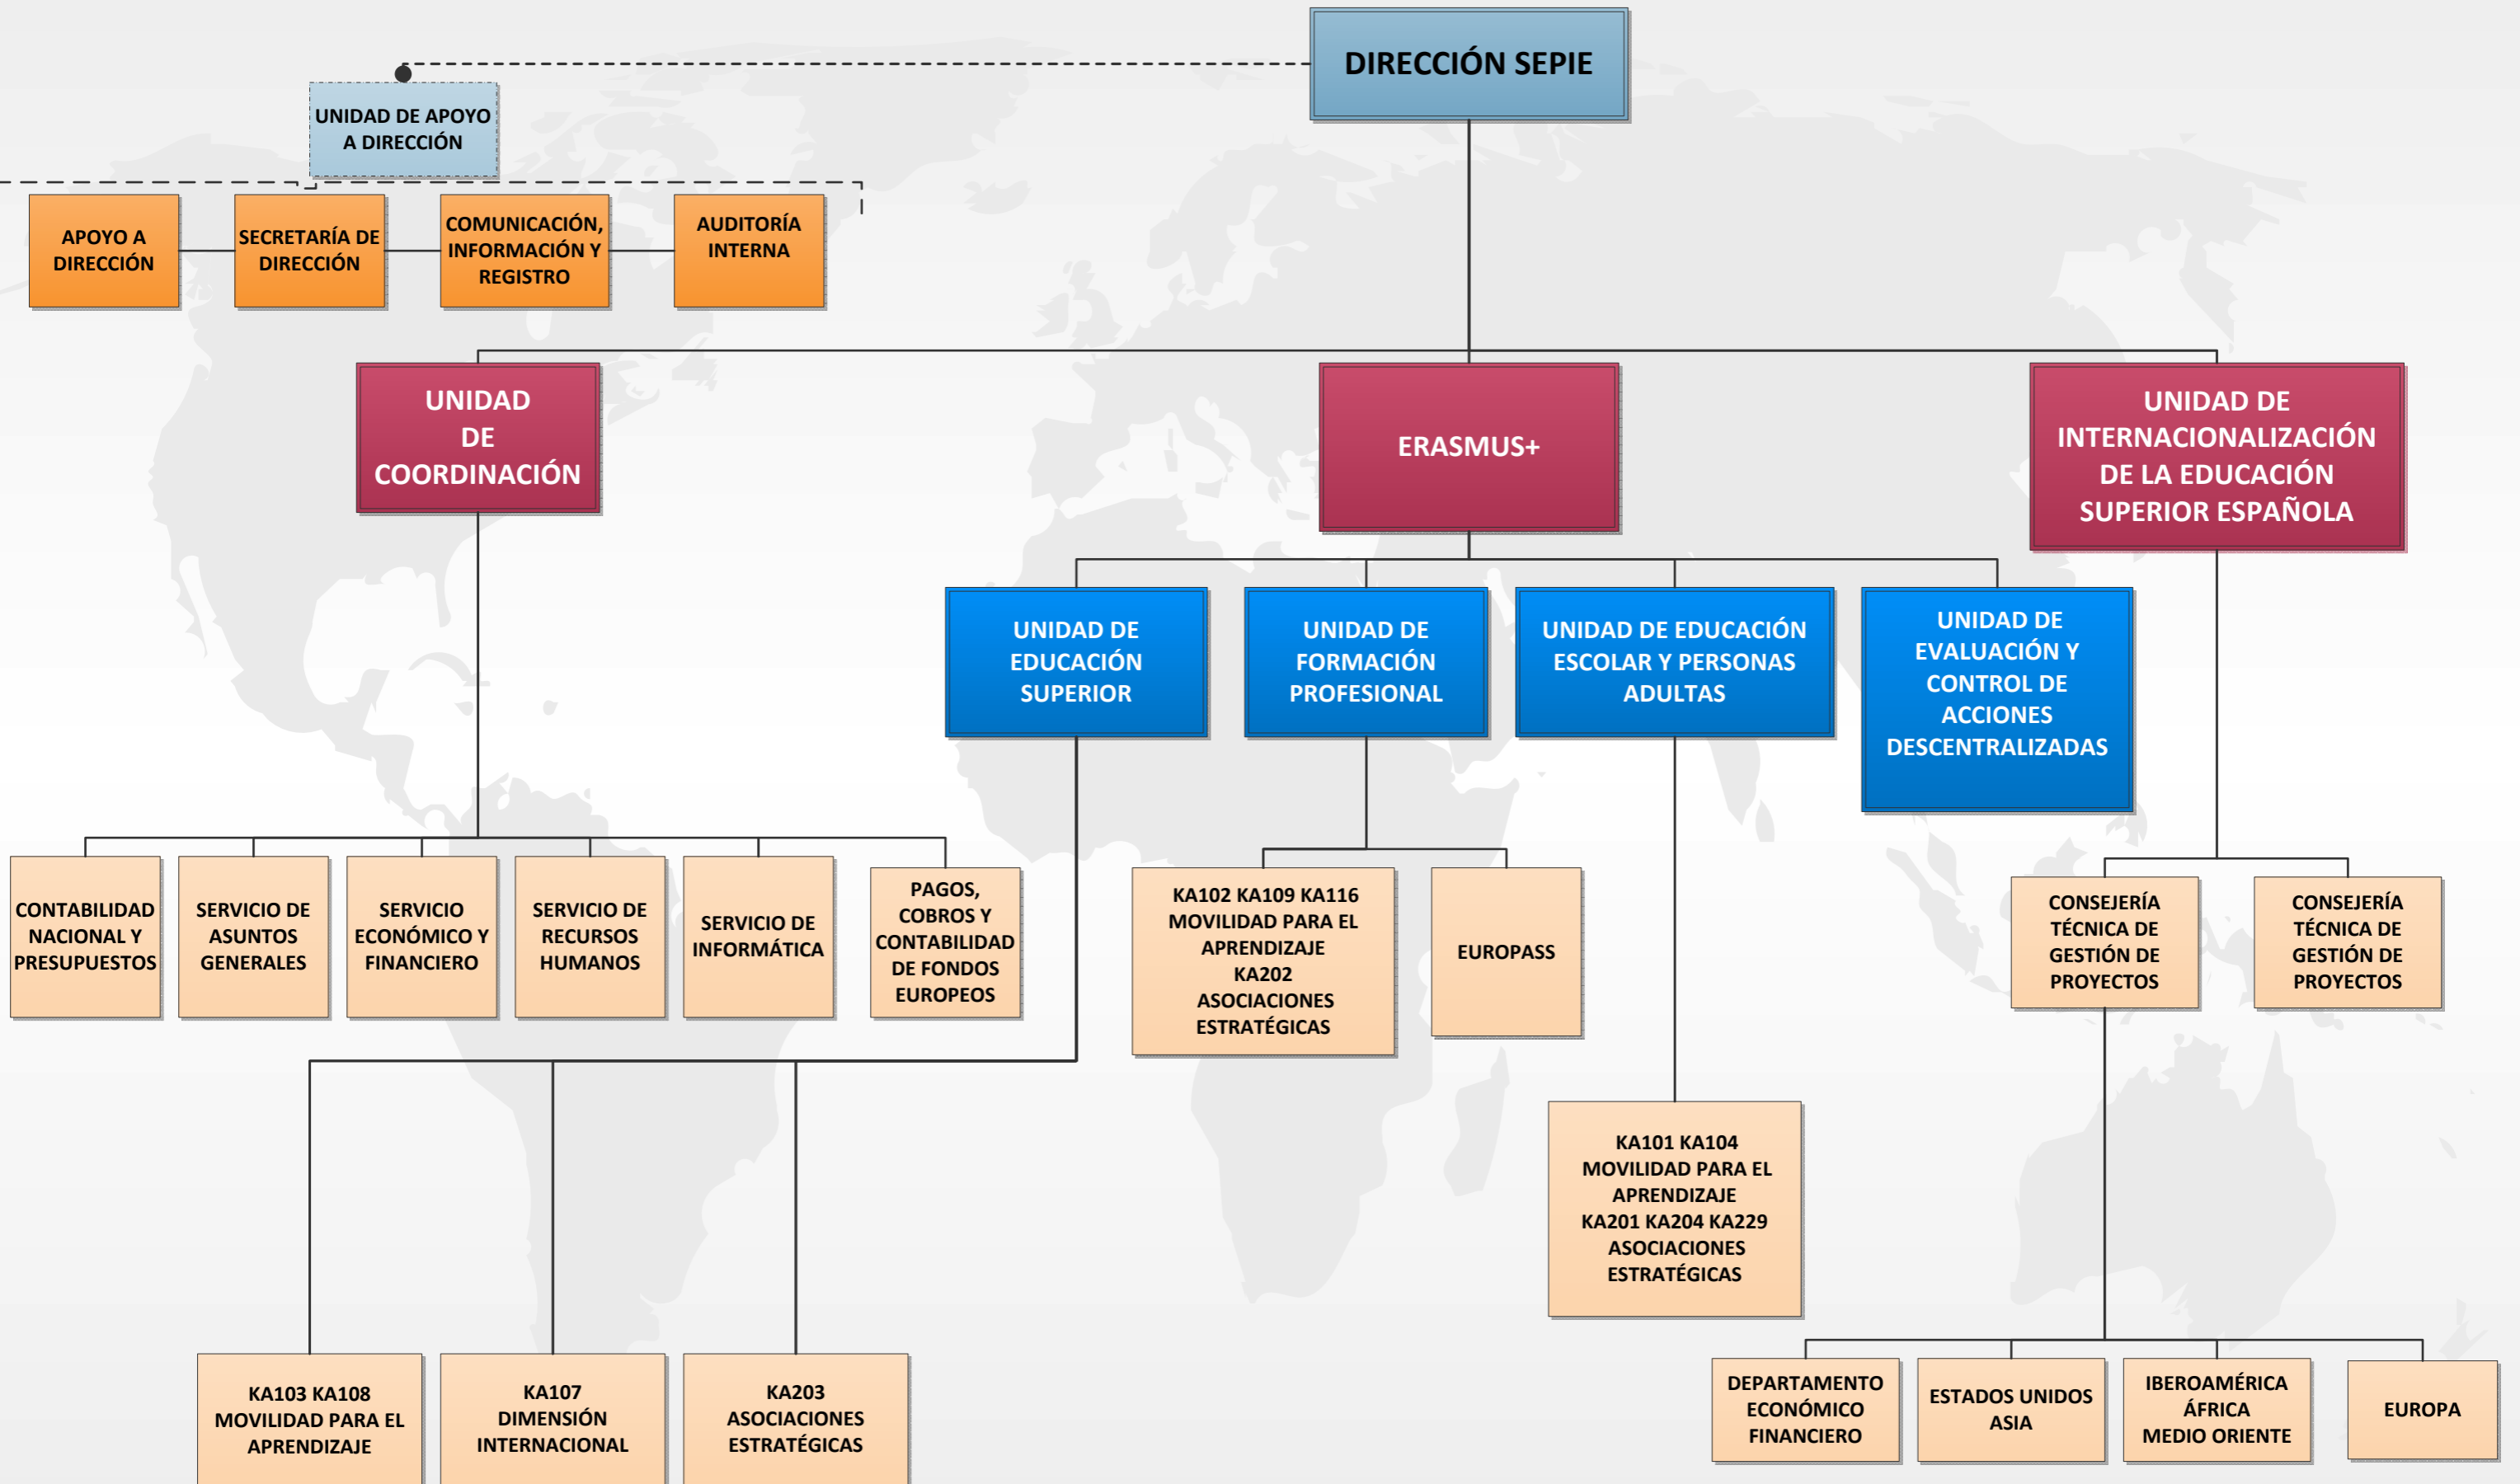 DIRECCIÓN SEPIE
UNIDAD DE APOYO
A DIRECCIÓN
APOYO A
DIRECCIÓN
SECRETARÍA DE
DIRECCIÓN
COMUNICACIÓN,
INFORMACIÓN Y
REGISTRO
AUDITORÍA
INTERNA
UNIDAD
DE
COORDINACIÓN
ERASMUS+
UNIDAD DE
INTERNACIONALIZACIÓN
DE LA EDUCACIÓN
SUPERIOR ESPAÑOLA
UNIDAD DE
EDUCACIÓN
SUPERIOR
UNIDAD DE
FORMACIÓN
PROFESIONAL
UNIDAD DE EDUCACIÓN
ESCOLAR Y PERSONAS
ADULTAS
UNIDAD DE
EVALUACIÓN Y
CONTROL DE
ACCIONES
DESCENTRALIZADAS
CONTABILIDAD
NACIONAL Y
PRESUPUESTOS
SERVICIO DE
ASUNTOS
GENERALES
SERVICIO
ECONÓMICO Y
FINANCIERO
SERVICIO DE
RECURSOS
HUMANOS
SERVICIO DE
INFORMÁTICA
PAGOS,
COBROS Y
CONTABILIDAD
DE FONDOS
EUROPEOS
KA102 KA109 KA116
MOVILIDAD PARA EL
APRENDIZAJE
KA202
ASOCIACIONES
ESTRATÉGICAS
EUROPASS
CONSEJERÍA
TÉCNICA DE
GESTIÓN DE
PROYECTOS
CONSEJERÍA
TÉCNICA DE
GESTIÓN DE
PROYECTOS
KA101 KA104
MOVILIDAD PARA EL
APRENDIZAJE
KA201 KA204 KA229
ASOCIACIONES
ESTRATÉGICAS
KA103 KA108
MOVILIDAD PARA EL
APRENDIZAJE
KA107
DIMENSIÓN
INTERNACIONAL
KA203
ASOCIACIONES
ESTRATÉGICAS
DEPARTAMENTO
ECONÓMICO
FINANCIERO
ESTADOS UNIDOS
ASIA
IBEROAMÉRICA
ÁFRICA
MEDIO ORIENTE
EUROPA